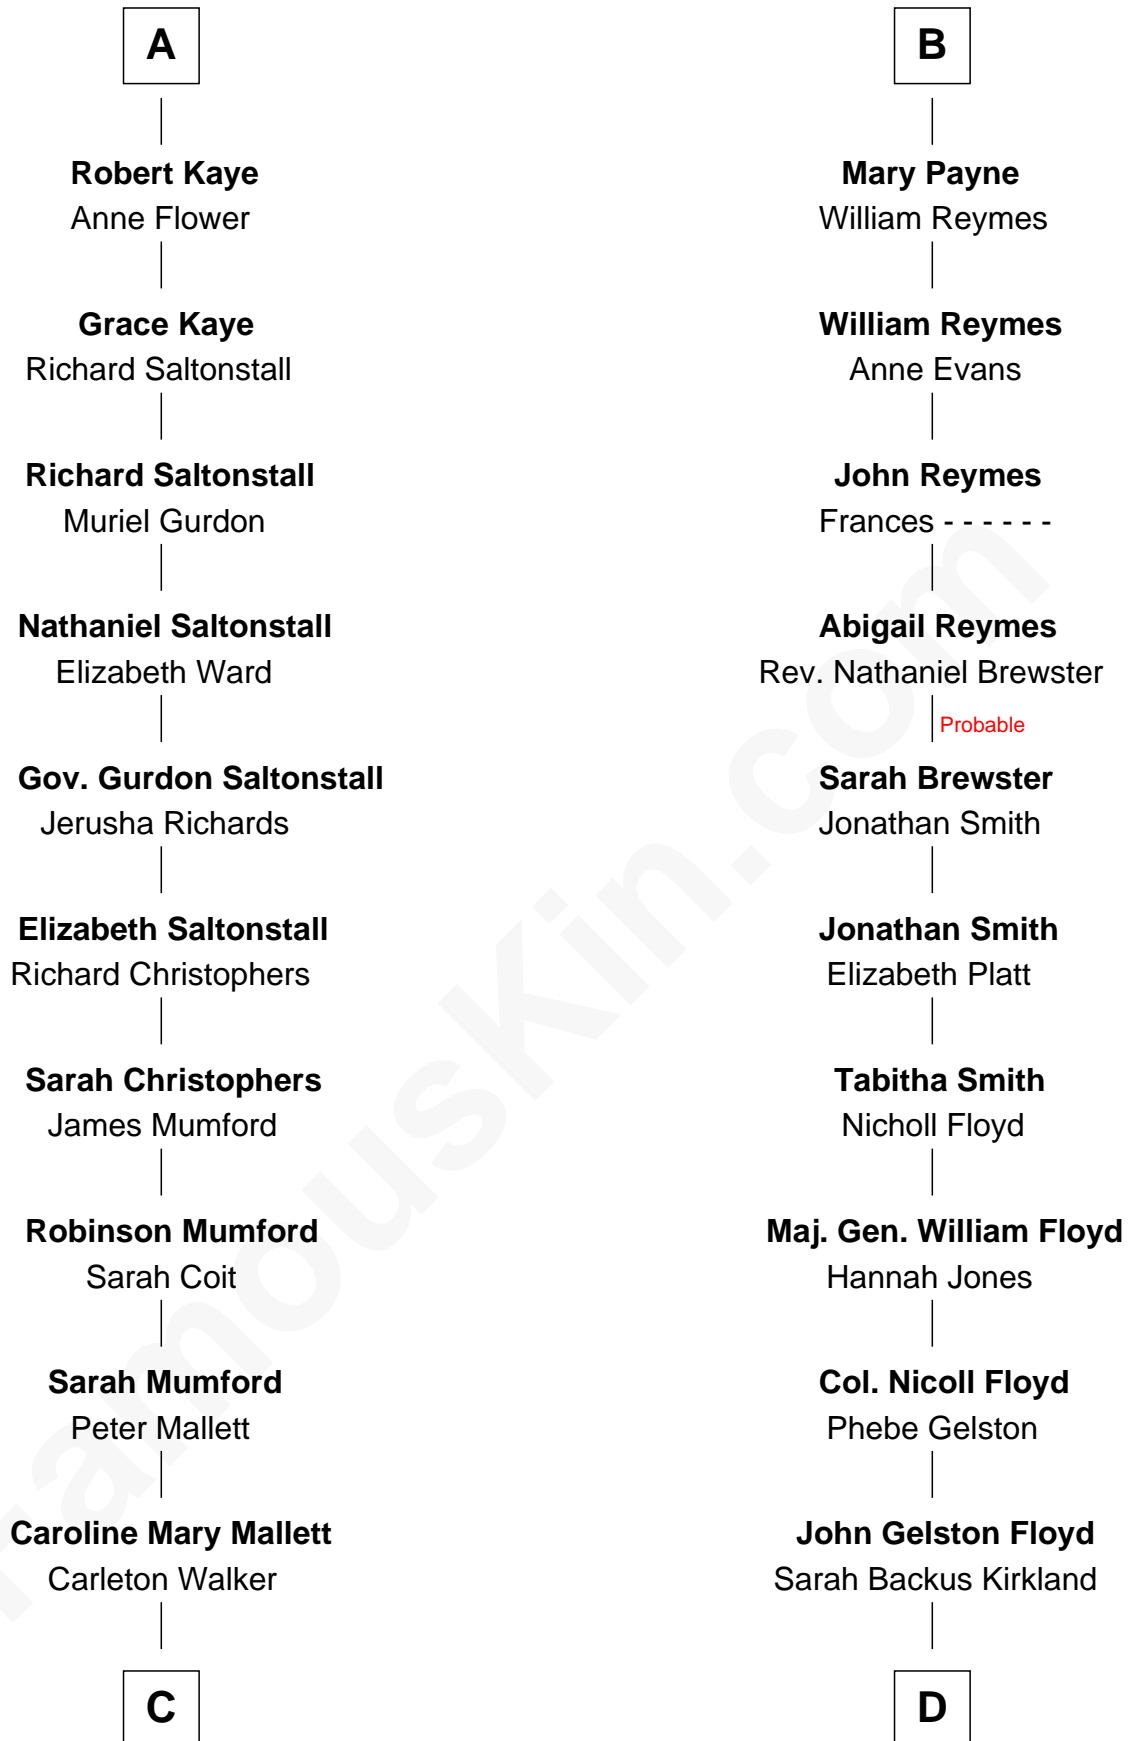 A
Robert Kaye
Anne Flower
Grace Kaye
Richard Saltonstall
Richard Saltonstall
Muriel Gurdon
Nathaniel Saltonstall
Elizabeth Ward
Gov. Gurdon Saltonstall
Jerusha Richards
Elizabeth Saltonstall
Richard Christophers
Sarah Christophers
James Mumford
Robinson Mumford
Sarah Coit
Sarah Mumford
Peter Mallett
Caroline Mary Mallett
Carleton Walker
C
B
Mary Payne
William Reymes
William Reymes
Anne Evans
John Reymes
Frances - - - - - -
Abigail Reymes
Rev. Nathaniel Brewster
Probable
Sarah Brewster
Jonathan Smith
Jonathan Smith
Elizabeth Platt
Tabitha Smith
Nicholl Floyd
Maj. Gen. William Floyd
Hannah Jones
Col. Nicoll Floyd
Phebe Gelston
John Gelston Floyd
Sarah Backus Kirkland
D
FamousKin.com